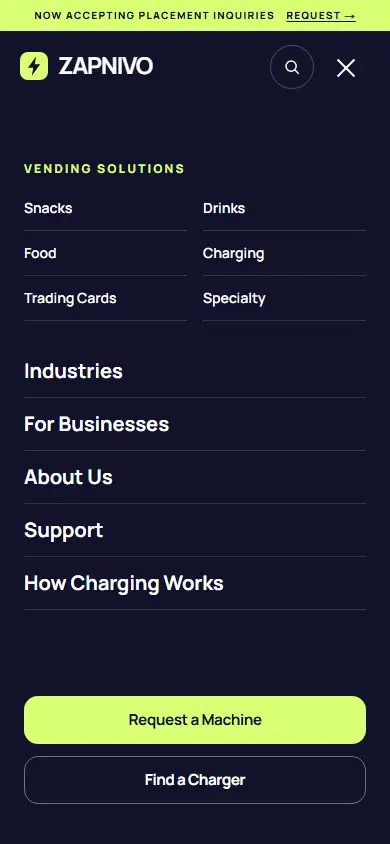 NOW ACCEPTING PLACEMENT INQUIRIES REQUEST →
ZAPNIVO
VENDING SOLUTIONS
Snacks Drinks
Food Charging
Trading Cards Specialty
Industries
For Businesses
About Us
Support
How Charging Works
Request a Machine
Find a Charger